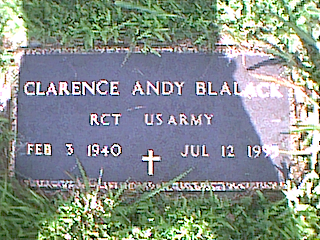 CLARENCE ANDY BLALACK
RCT US ARMY
FEB 3 1940 JUL 12